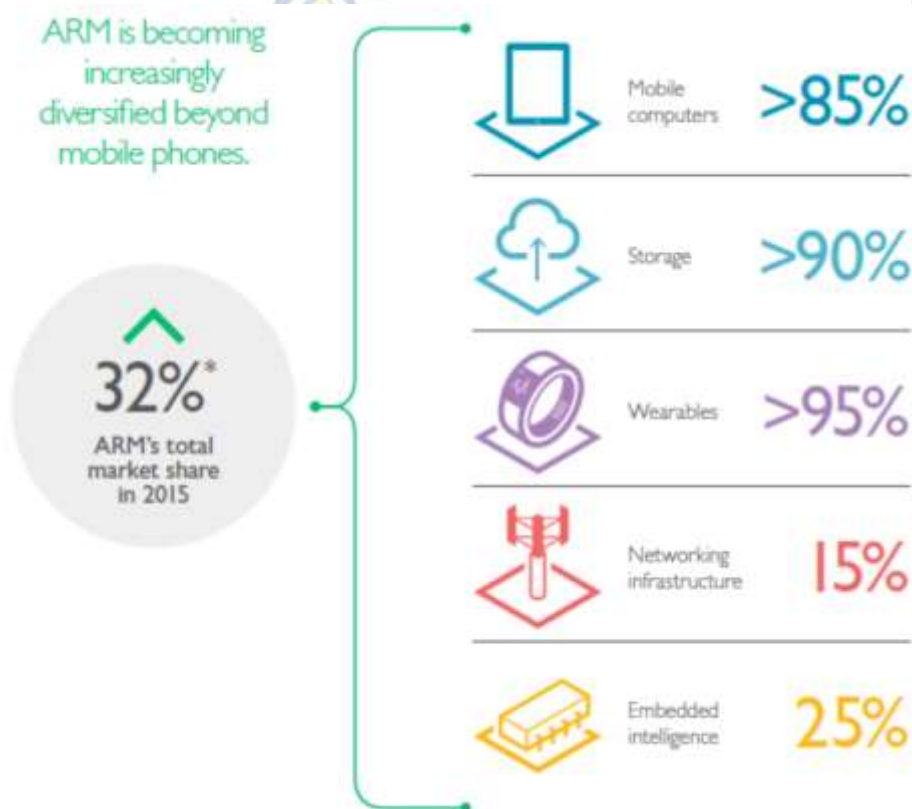 ARM is becoming
increasingly
diversified beyond
mobile phones.
32%*
ARM's total
market share
in 2015
Mobile
computers
>85%
Storage
>90%
Wearables
>95%
Networking
infrastructure
15%
Embedded
intelligence
25%